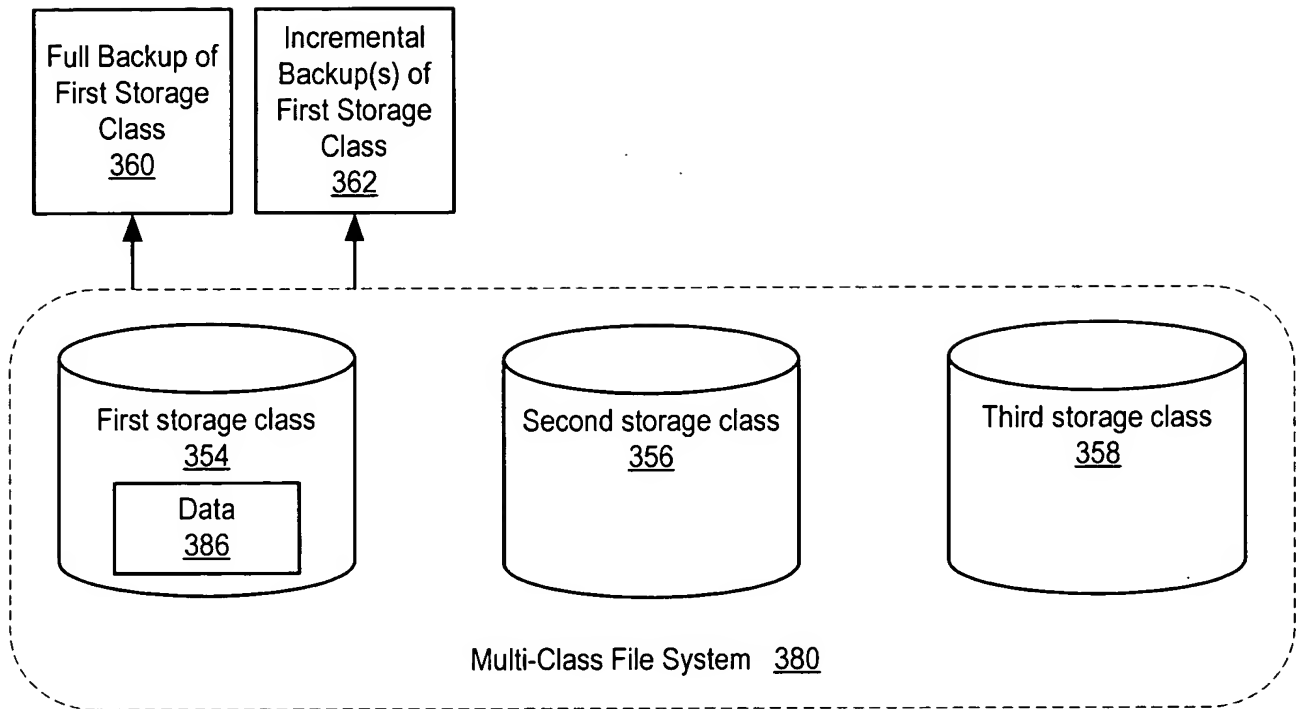 Full Backup of
First Storage
Class
360
Incremental
Backup(s) of
First Storage
Class
362
First storage class
354
Data
386
Second storage class
356
Third storage class
358
Multi-Class File System 380